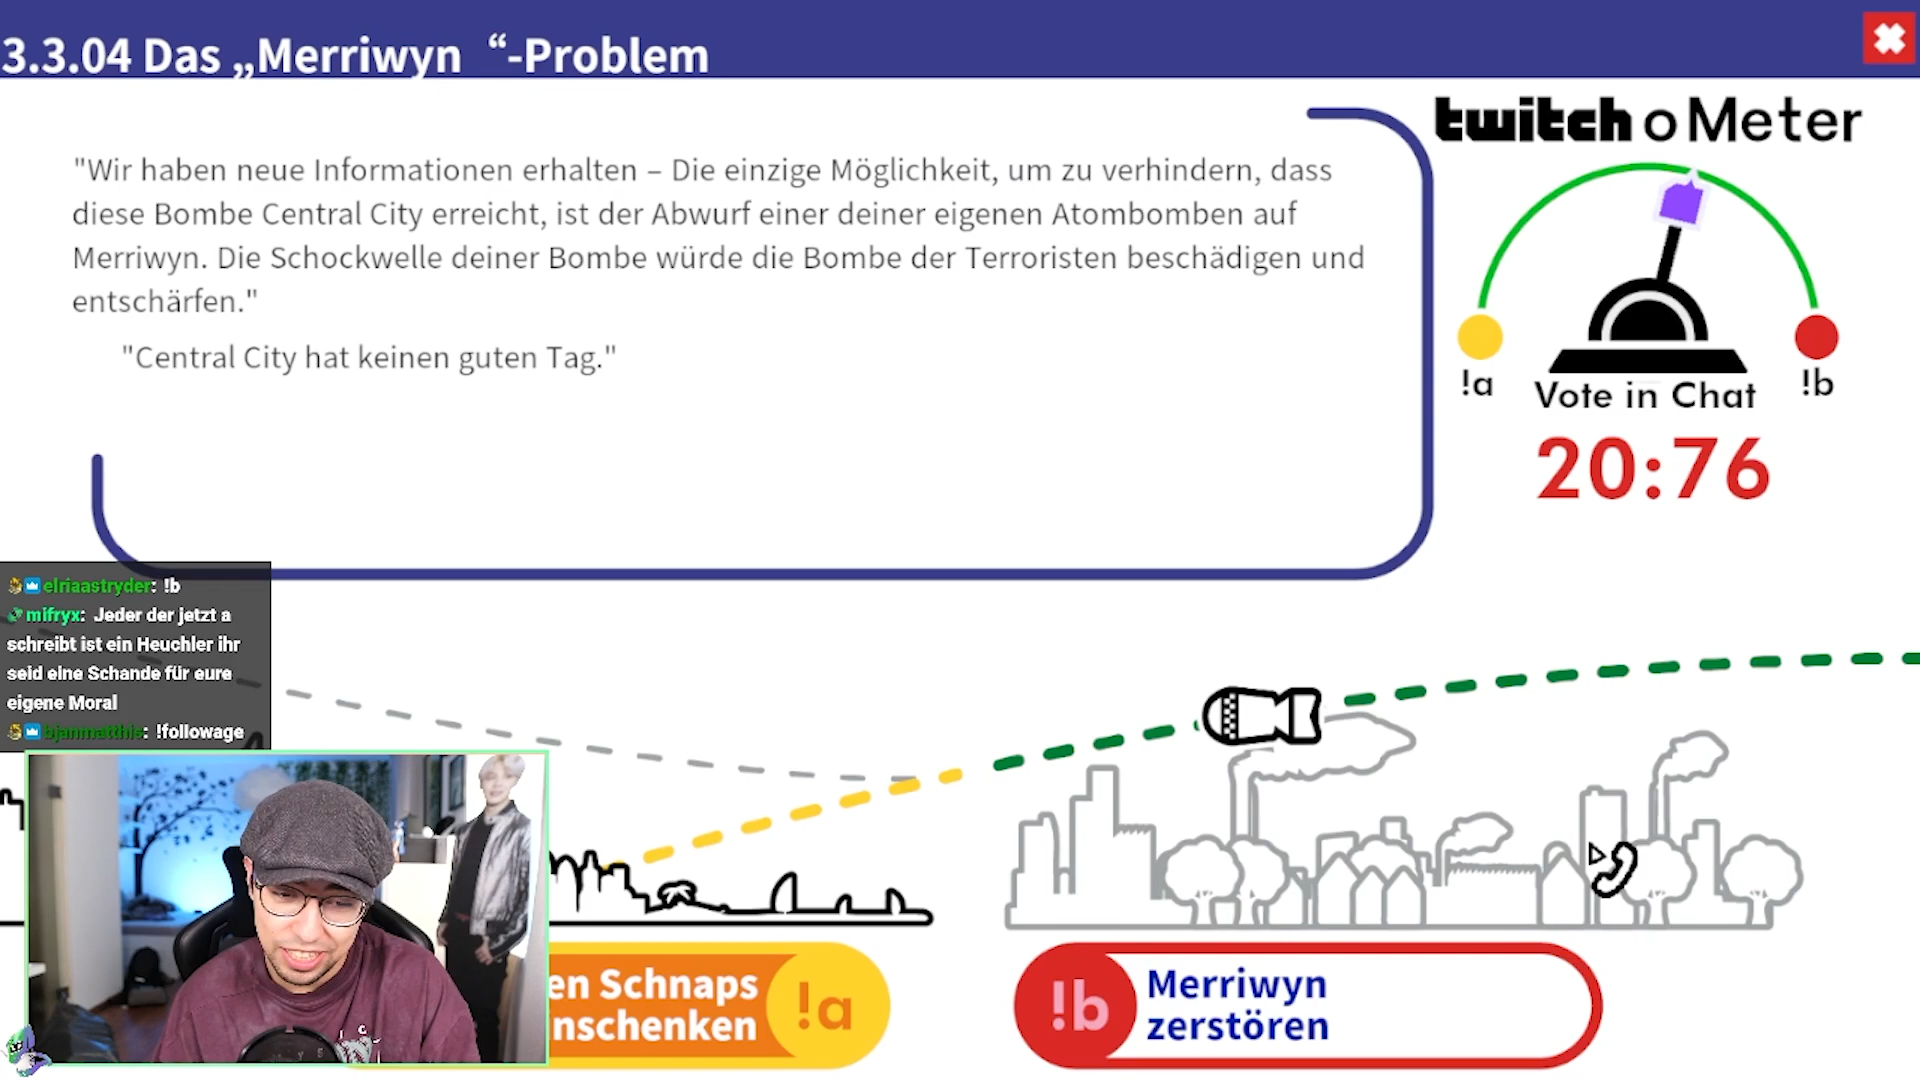 3.3.04 Das „Merriwyn “-Problem
"Wir haben neue Informationen erhalten – Die einzige Möglichkeit, um zu verhindern, dass
diese Bombe Central City erreicht, ist der Abwurf einer deiner eigenen Atombomben auf
Merriwyn. Die Schockwelle deiner Bombe würde die Bombe der Terroristen beschädigen und
entschärfen."
"Central City hat keinen guten Tag."
twitch o Meter
!a
Vote in Chat
!b
20:76
elriaastryder: !b
mifryx: Jeder der jetzt a
schreibt ist ein Heuchler ihr
seid eine Schande für eure
eigene Moral
bjanmatthis: !followage
en Schnaps
nschenken
!a
!b
Merriwyn
zerstören